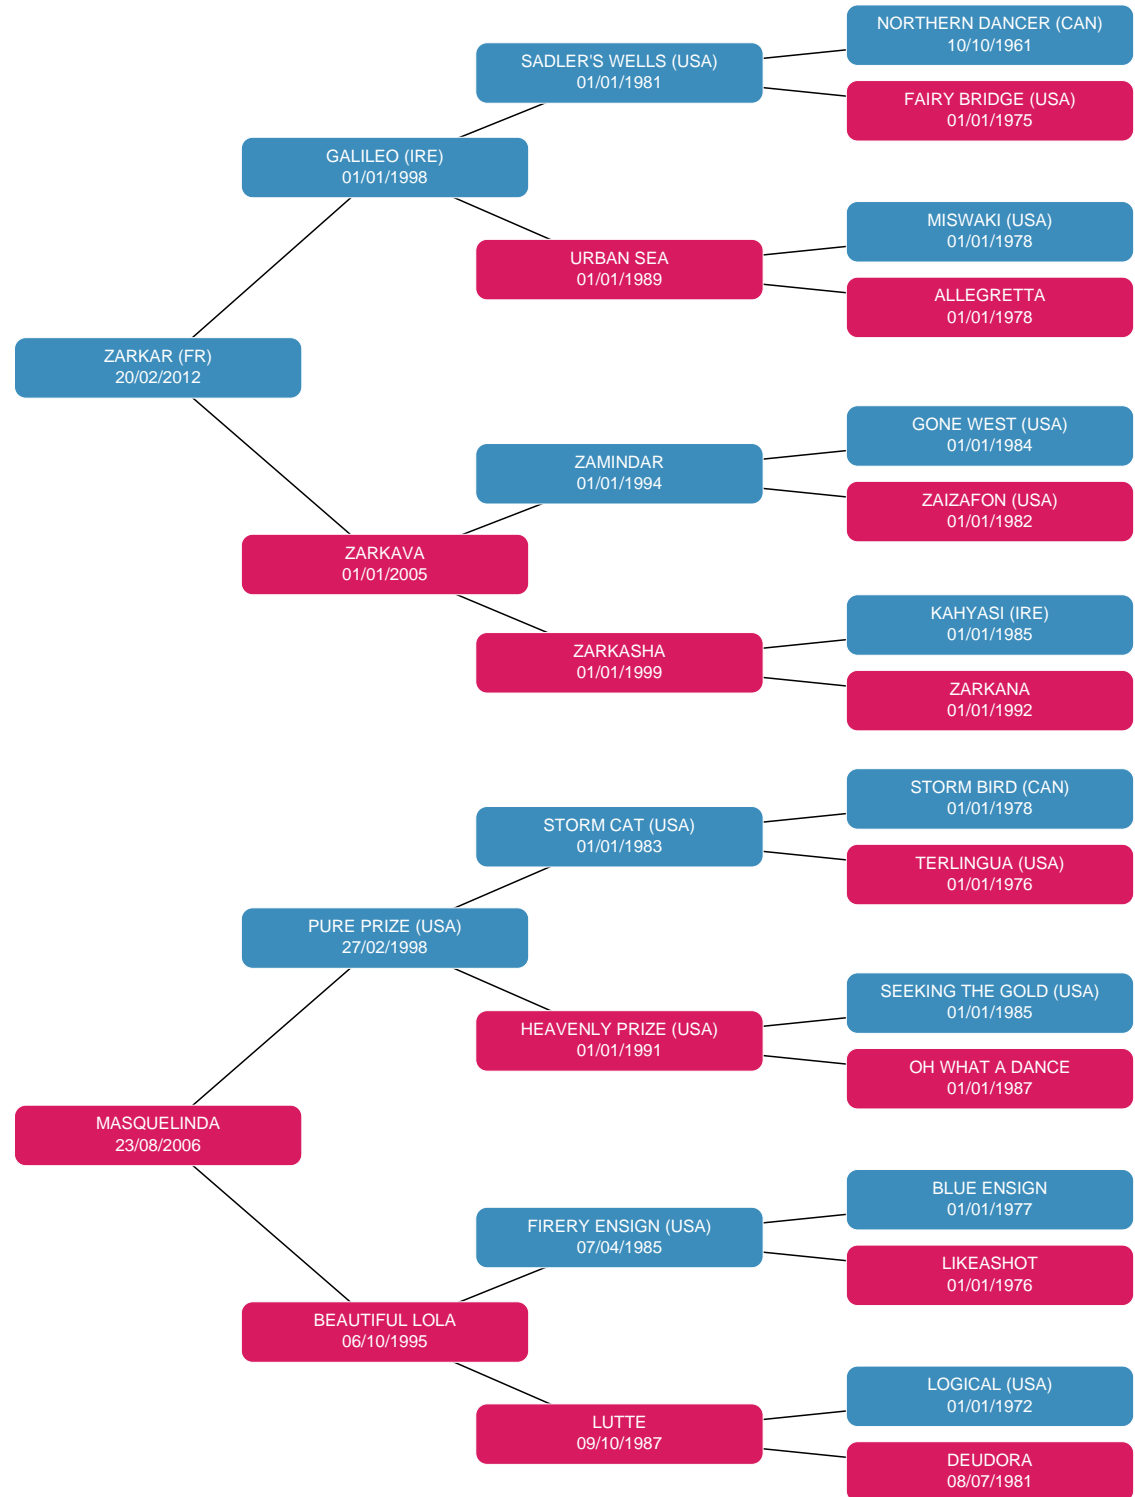 NORTHERN DANCER (CAN)
10/10/1961
SADLER'S WELLS (USA)
01/01/1981
FAIRY BRIDGE (USA)
01/01/1975
GALILEO (IRE)
01/01/1998
MISWAKI (USA)
01/01/1978
URBAN SEA
01/01/1989
ALLEGRETTA
01/01/1978
ZARKAR (FR)
20/02/2012
GONE WEST (USA)
01/01/1984
ZAMINDAR
01/01/1994
ZAIZAFON (USA)
01/01/1982
ZARKAVA
01/01/2005
KAHYASI (IRE)
01/01/1985
ZARKASHA
01/01/1999
ZARKANA
01/01/1992
STORM BIRD (CAN)
01/01/1978
STORM CAT (USA)
01/01/1983
TERLINGUA (USA)
01/01/1976
PURE PRIZE (USA)
27/02/1998
SEEKING THE GOLD (USA)
01/01/1985
HEAVENLY PRIZE (USA)
01/01/1991
OH WHAT A DANCE
01/01/1987
MASQUELINDA
23/08/2006
BLUE ENSIGN
01/01/1977
FIRERY ENSIGN (USA)
07/04/1985
LIKEASHOT
01/01/1976
BEAUTIFUL LOLA
06/10/1995
LOGICAL (USA)
01/01/1972
LUTTE
09/10/1987
DEUDORA
08/07/1981